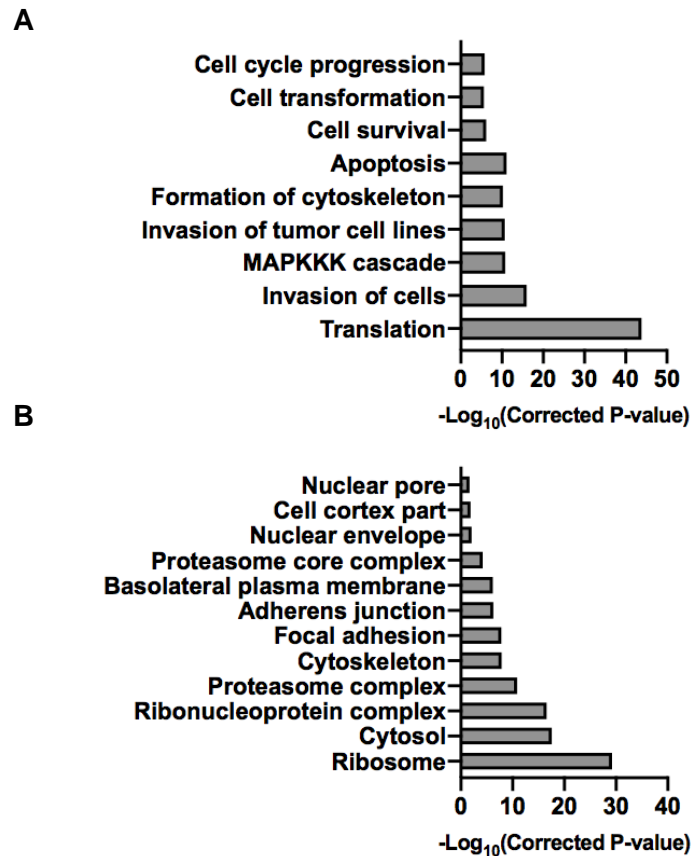 A
Cell cycle progression
Cell transformation
Cell survival
Apoptosis
Formation of cytoskeleton
Invasion of tumor cell lines
MAPKKK cascade
Invasion of cells
Translation
0 10 20 30 40 50
-Log10(Corrected P-value)
B
Nuclear pore
Cell cortex part
Nuclear envelope
Proteasome core complex
Basolateral plasma membrane
Adherens junction
Focal adhesion
Cytoskeleton
Proteasome complex
Ribonucleoprotein complex
Cytosol
Ribosome
0 10 20 30 40
-Log10(Corrected P-value)